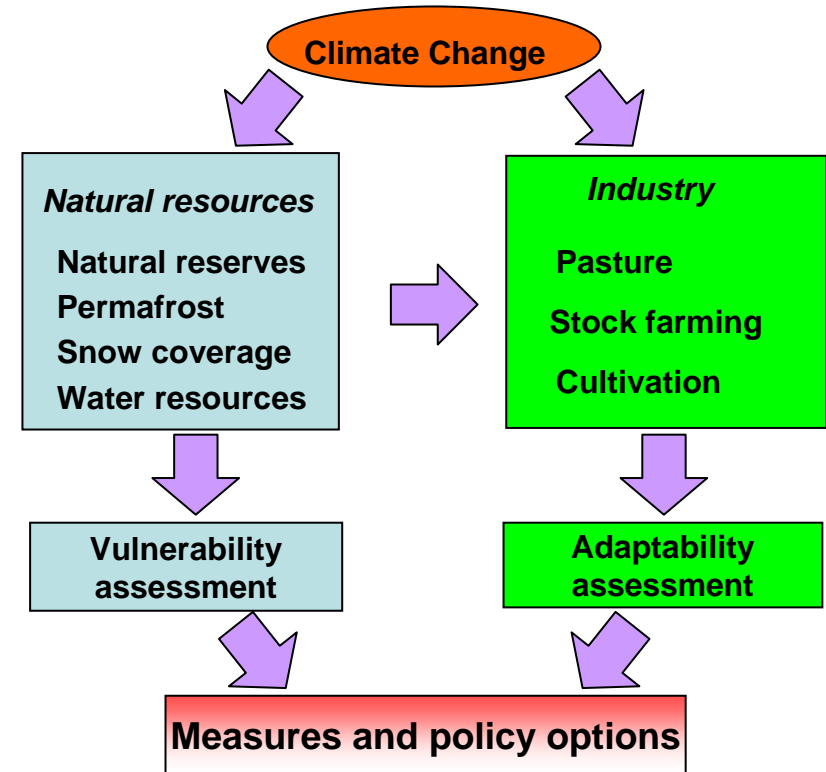 Climate Change
Natural resources
Natural reserves
Permafrost
Snow coverage
Water resources
Industry
Pasture
Stock farming
Cultivation
Vulnerability
assessment
Adaptability
assessment
Measures and policy options